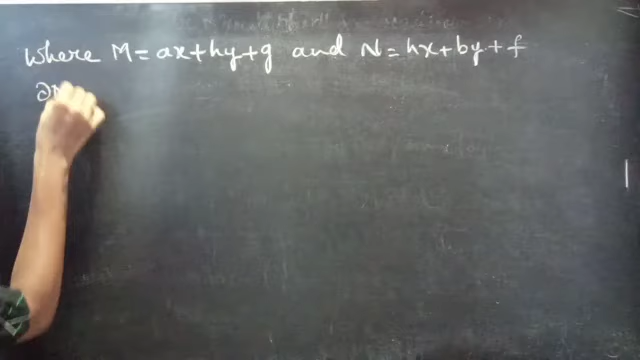 where M = ax+hy+g and N = hx+by+f
∂M